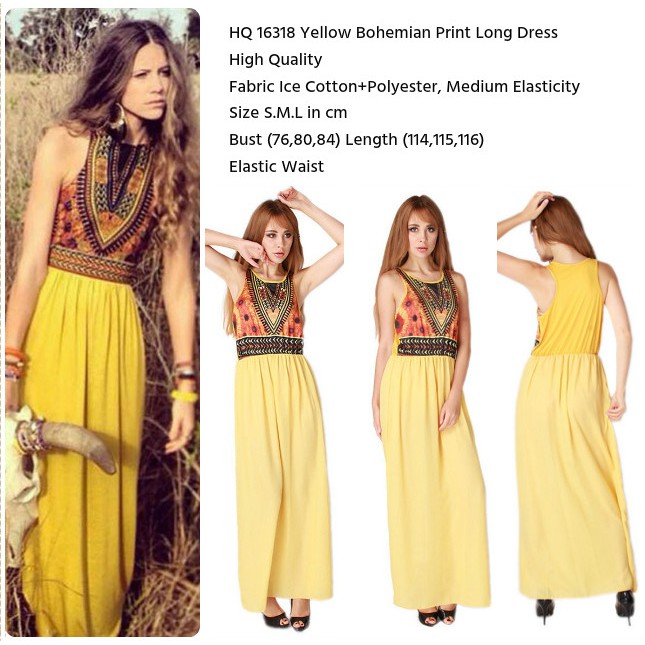 HQ 16318 Yellow Bohemian Print Long Dress
High Quality
Fabric Ice Cotton+Polyester, Medium Elasticity
Size S.M.L in cm
Bust (76,80,84) Length (114,115,116)
Elastic Waist